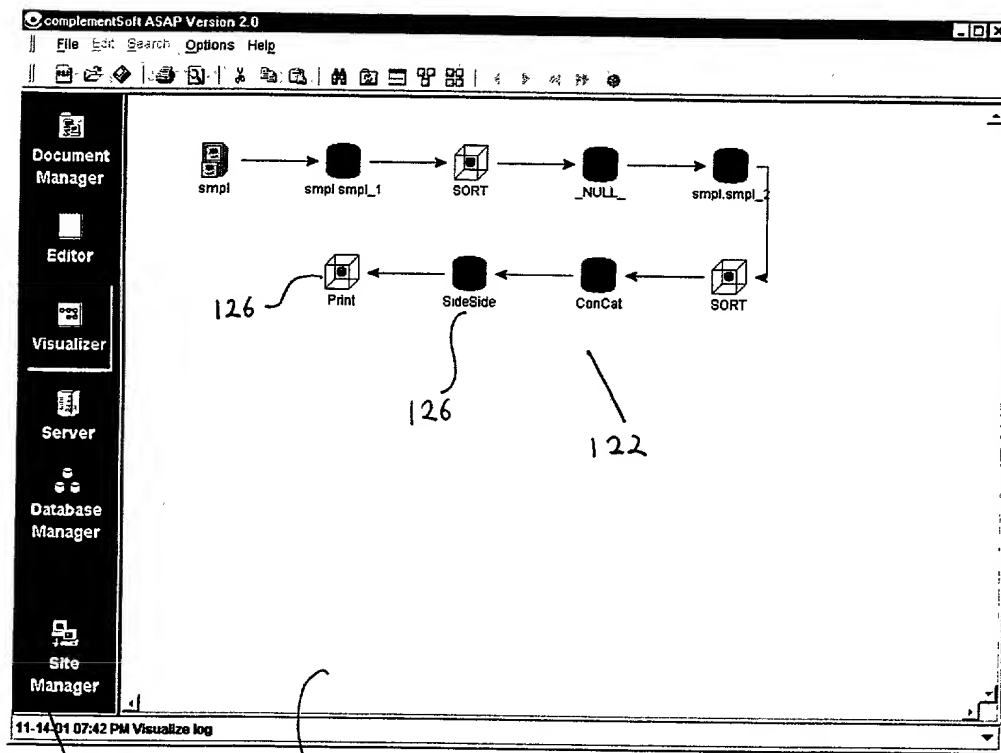 complementSoft ASAP Version 2.0
File Edit Search Options Help
Document
Manager
Editor
Visualizer
Server
Database
Manager
Site
Manager
smpl
smpl smpl_1
SORT
_NULL_
smpl.smpl_2
Print
SideSide
ConCat
SORT
126
126
122
11-14-01 07:42 PM Visualize log